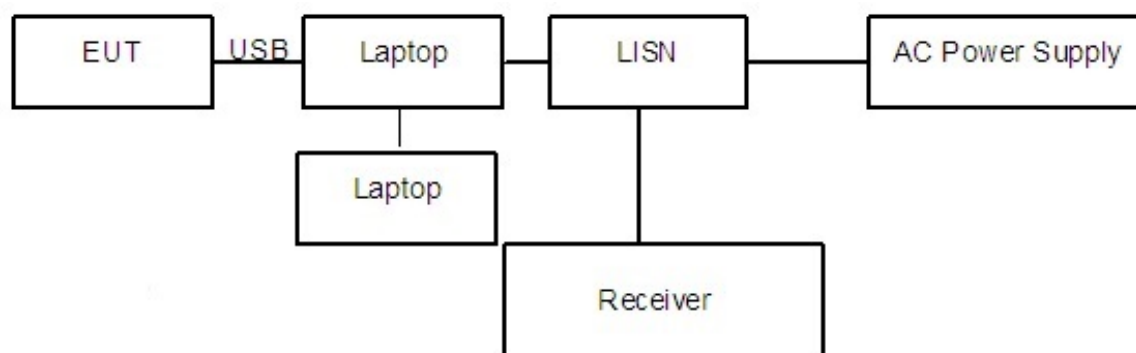 EUT
USB
Laptop
LISN
AC Power Supply
Laptop
Receiver